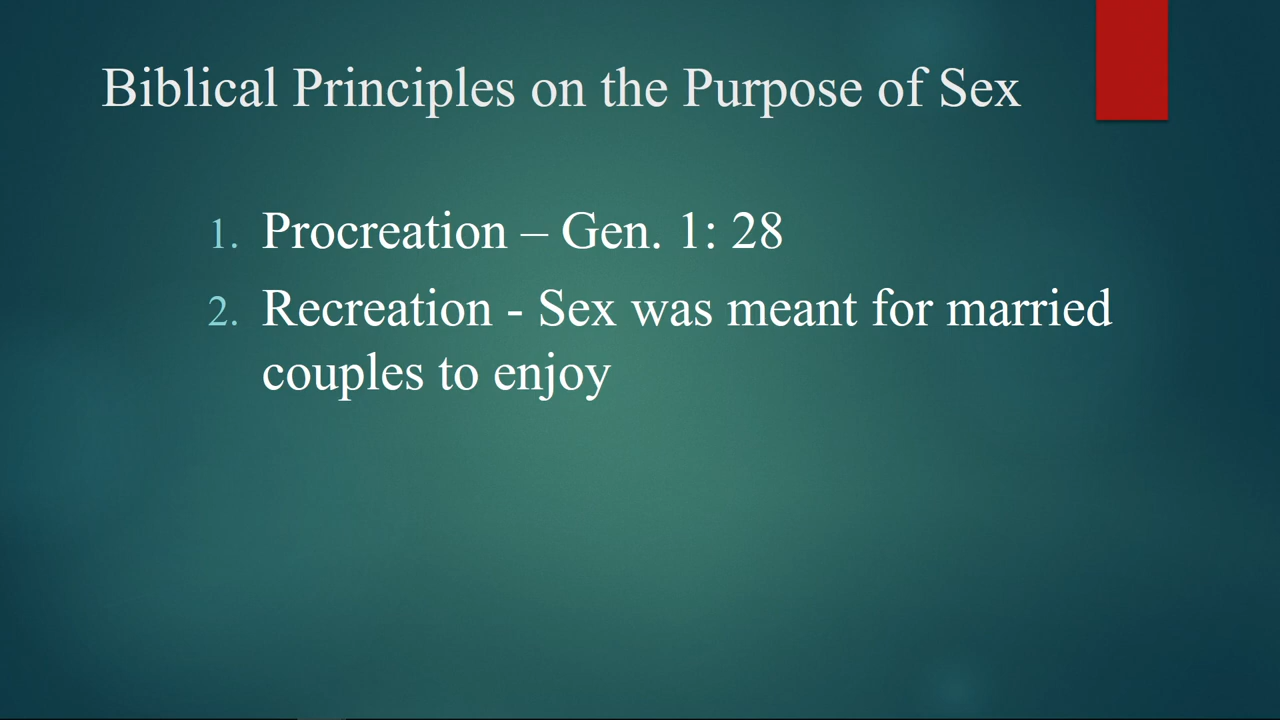 Biblical Principles on the Purpose of Sex
1. Procreation – Gen. 1: 28
2. Recreation - Sex was meant for married
couples to enjoy